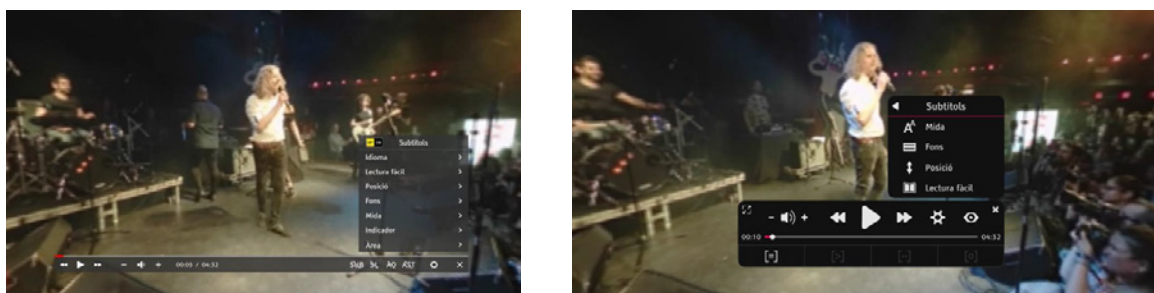 Subtítols
Idioma
Lectura fàcil
Posició
Fons
Mida
Indicador
Àrea
00:05 / 04:32
Subtítols
Mida
Fons
Posició
Lectura fàcil
00:10
04:32